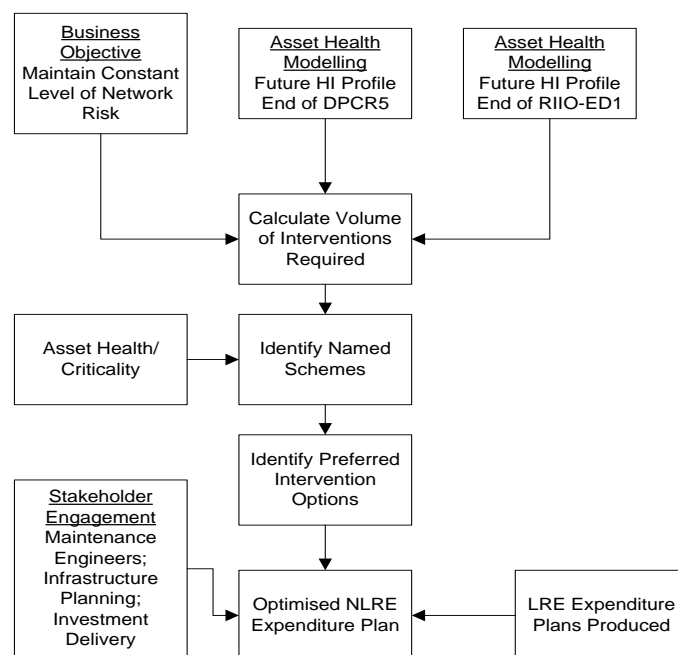 Business
Objective
Maintain Constant
Level of Network
Risk
Asset Health
Modelling
Future HI Profile
End of DPCR5
Asset Health
Modelling
Future HI Profile
End of RIIO-ED1
Calculate Volume
of Interventions
Required
Asset Health/
Criticality
Identify Named
Schemes
Identify Preferred
Intervention
Options
Stakeholder
Engagement
Maintenance
Engineers;
Infrastructure
Planning;
Investment
Delivery
Optimised NLRE
Expenditure Plan
LRE Expenditure
Plans Produced